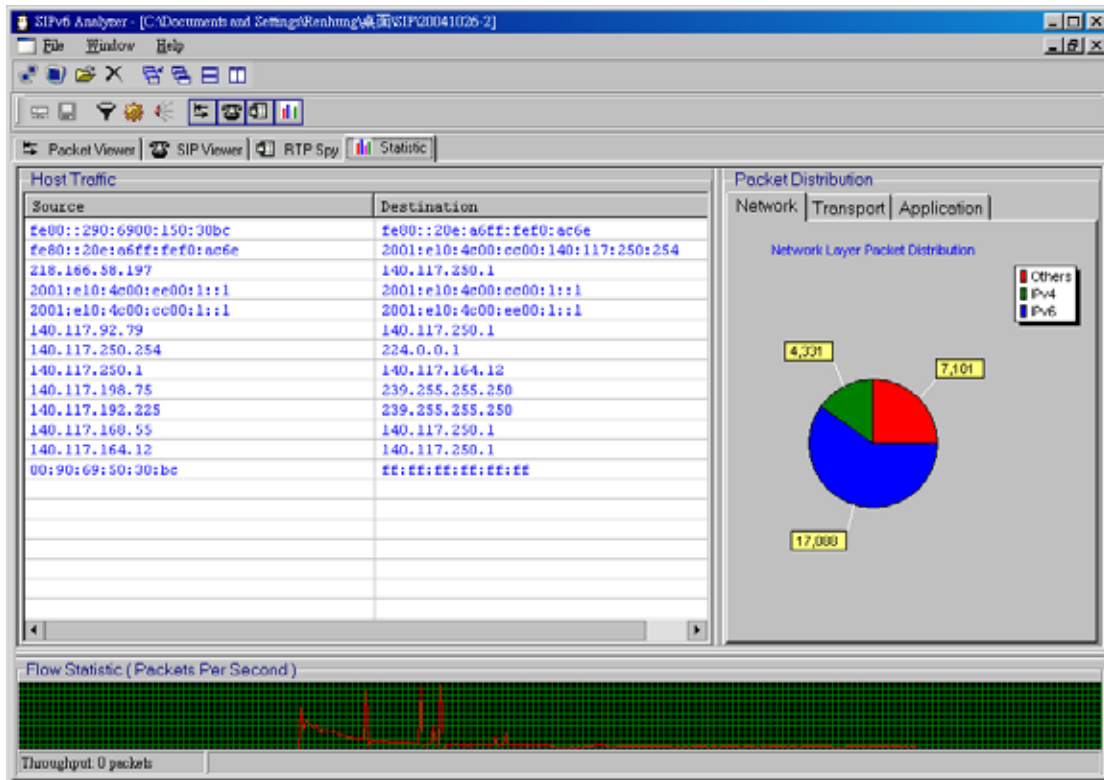 SIPv6 Analyzer - [C:\Documents and Settings\Renhung\桌面\SIP\20041026-2]
File Window Help
Packet Viewer SIP Viewer RTP Spy Statistic
Host Traffic
Source Destination
fe80::290:6900:150:30bc fe80::20e:a6ff:fef0:ac6e
fe80::20e:a6ff:fef0:ac6e 2001:e10:4c00:cc00:140:117:250:254
218.166.58.197 140.117.250.1
2001:e10:4c00:ee00:1::1 2001:e10:4c00:cc00:1::1
2001:e10:4c00:cc00:1::1 2001:e10:4c00:ee00:1::1
140.117.92.79 140.117.250.1
140.117.250.254 224.0.0.1
140.117.250.1 140.117.164.12
140.117.198.75 239.255.255.250
140.117.192.225 239.255.255.250
140.117.168.55 140.117.250.1
140.117.164.12 140.117.250.1
00:90:69:50:30:bc ff:ff:ff:ff:ff:ff
Packet Distribution
Network Transport Application
Network Layer Packet Distribution
Others
IPv4
IPv6
4,331
7,101
17,088
Flow Statistic ( Packets Per Second )
Throughput: 0 packets